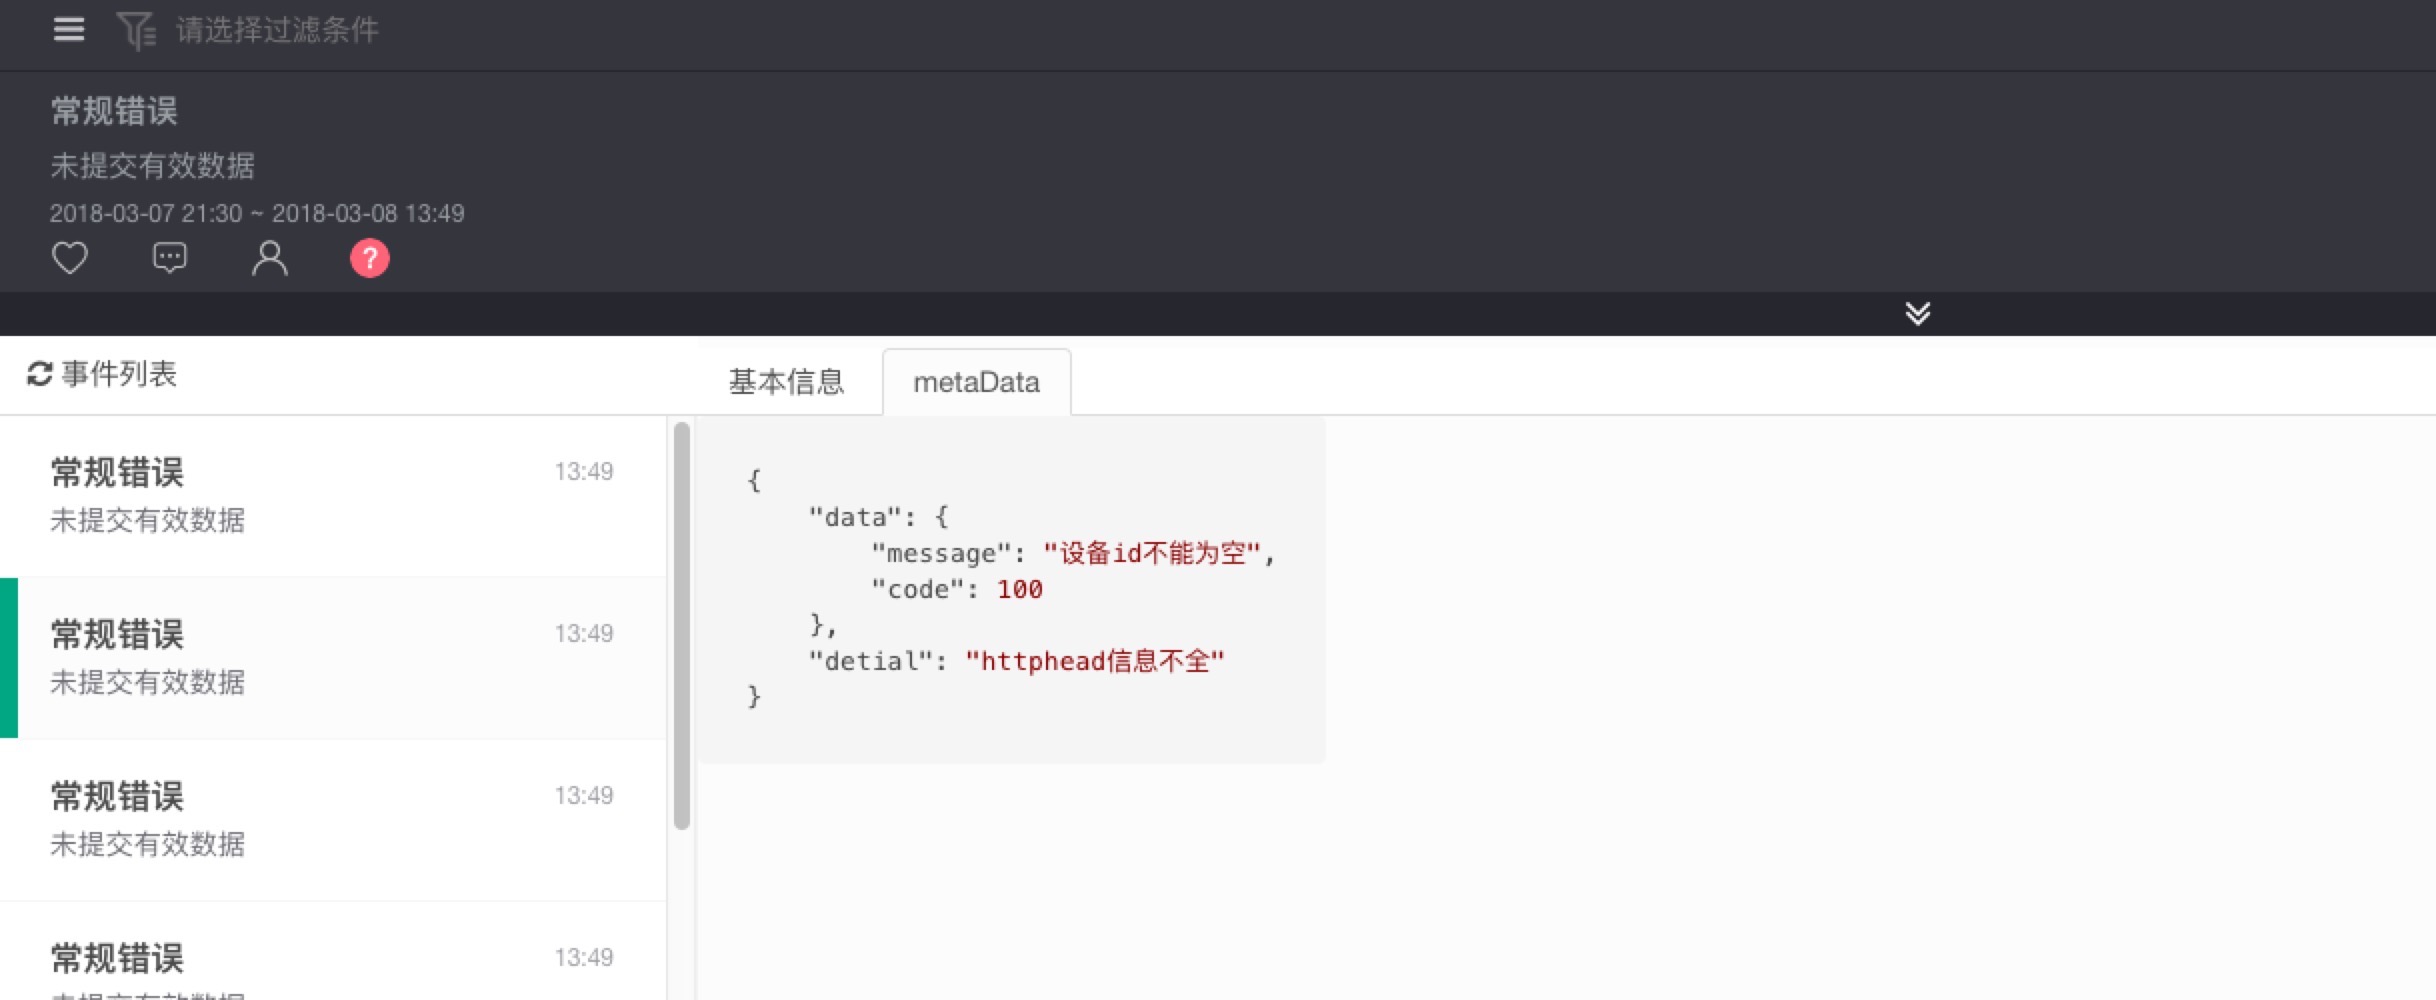 请选择过滤条件
常规错误
未提交有效数据
2018-03-07 21:30 ~ 2018-03-08 13:49
?
事件列表
基本信息 metaData
常规错误 13:49
未提交有效数据
常规错误 13:49
未提交有效数据
常规错误 13:49
未提交有效数据
常规错误 13:49
{
"data": {
"message": "设备id不能为空",
"code": 100
},
"detial": "httphead信息不全"
}